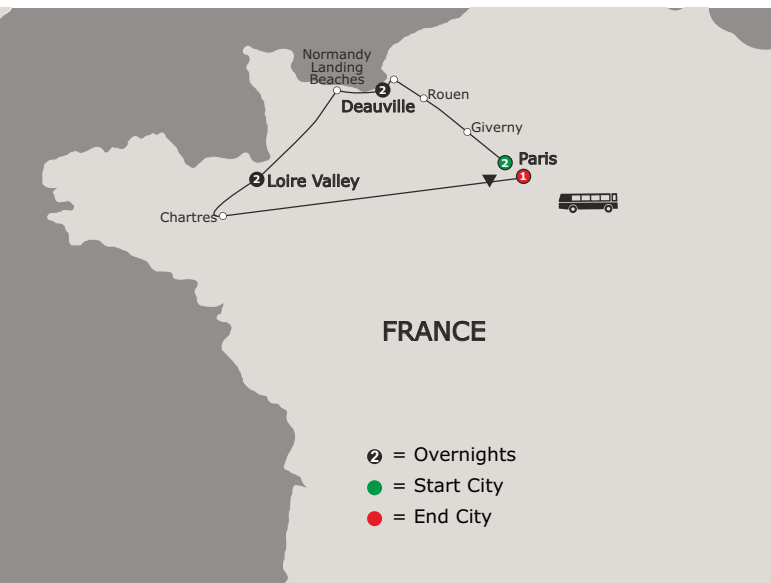 Normandy
Landing
Beaches
2
Deauville
Rouen
Giverny
2 Paris
1
2 Loire Valley
Chartres
FRANCE
2 = Overnights
= Start City
= End City